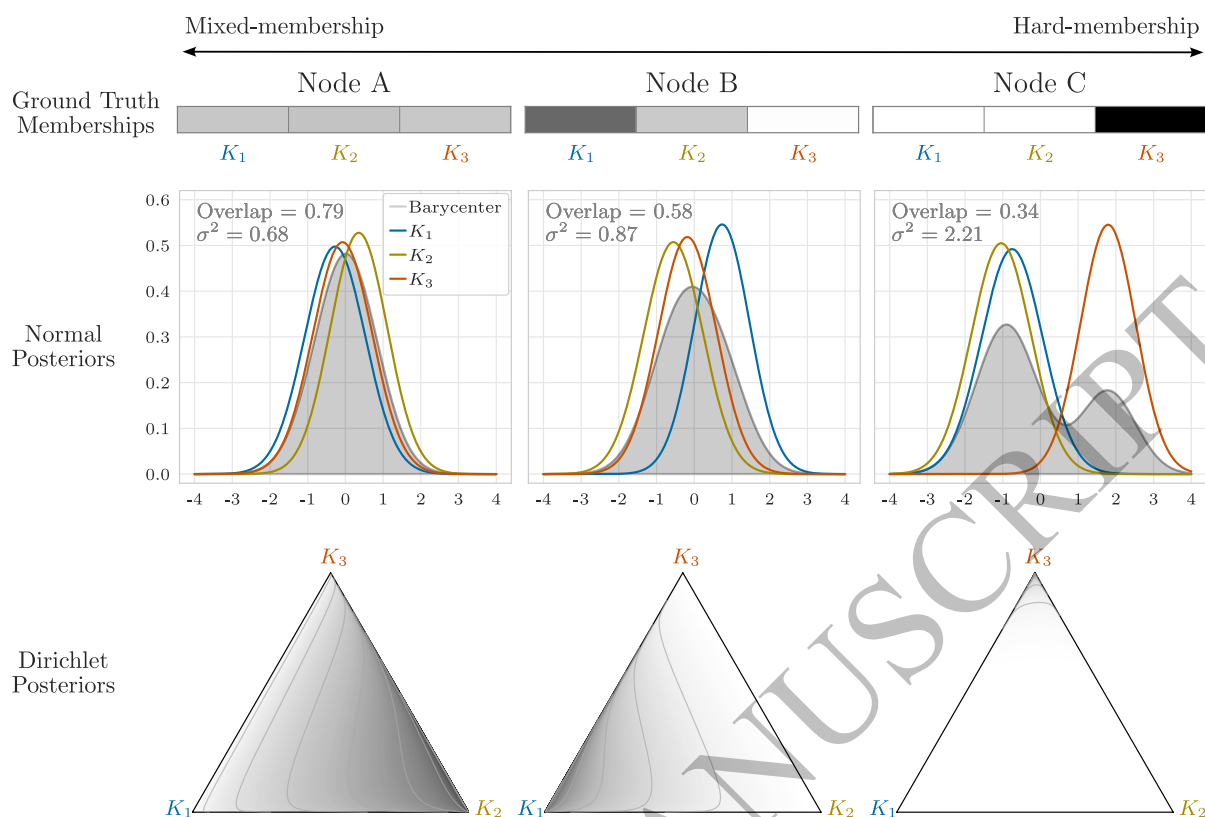 Mixed-membership Hard-membership
Node A Node B Node C
Ground Truth
Memberships
K1 K2 K3 K1 K2 K3 K1 K2 K3
Normal
Posteriors
0.6
0.5
0.4
0.3
0.2
0.1
0.0
Overlap = 0.79
σ² = 0.68
Barycenter
K1
K2
K3
-4 -3 -2 -1 0 1 2 3 4
Overlap = 0.58
σ² = 0.87
-4 -3 -2 -1 0 1 2 3 4
Overlap = 0.34
σ² = 2.21
-4 -3 -2 -1 0 1 2 3 4
Dirichlet
Posteriors
K3 K3 K3
K1 K2 K1 K2 K1 K2
NUSCRIPT